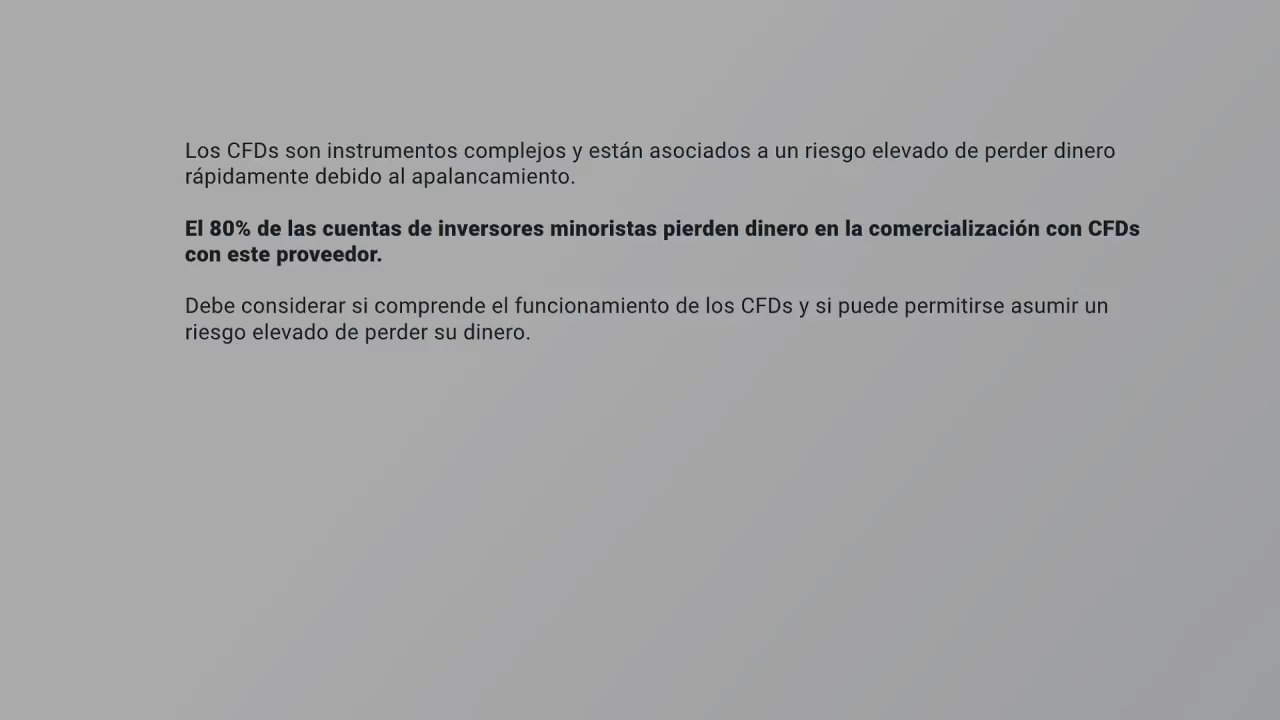 Los CFDs son instrumentos complejos y están asociados a un riesgo elevado de perder dinero
rápidamente debido al apalancamiento.
El 80% de las cuentas de inversores minoristas pierden dinero en la comercialización con CFDs
con este proveedor.
Debe considerar si comprende el funcionamiento de los CFDs y si puede permitirse asumir un
riesgo elevado de perder su dinero.